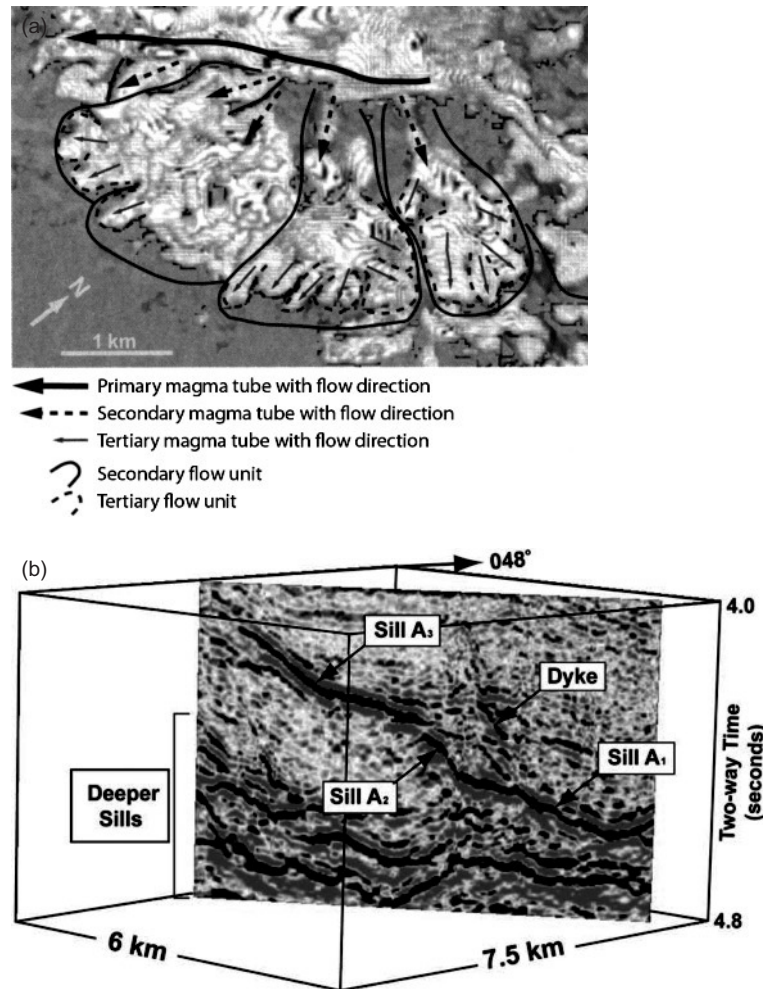 (a)
N
1 km
Primary magma tube with flow direction
Secondary magma tube with flow direction
Tertiary magma tube with flow direction
Secondary flow unit
Tertiary flow unit
(b)
048°
4.0
Sill A₃
Dyke
Sill A₁
Sill A₂
Deeper
Sills
Two-way Time
(seconds)
4.8
6 km
7.5 km